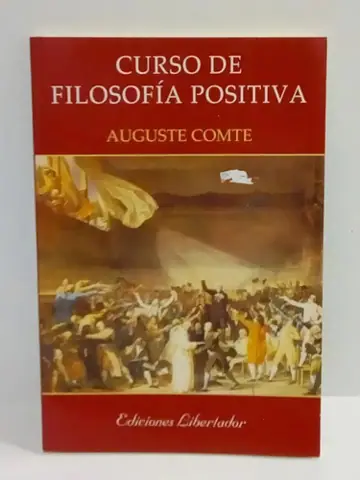 CURSO DE
FILOSOFÍA POSITIVA
AUGUSTE COMTE
Ediciones Libertador